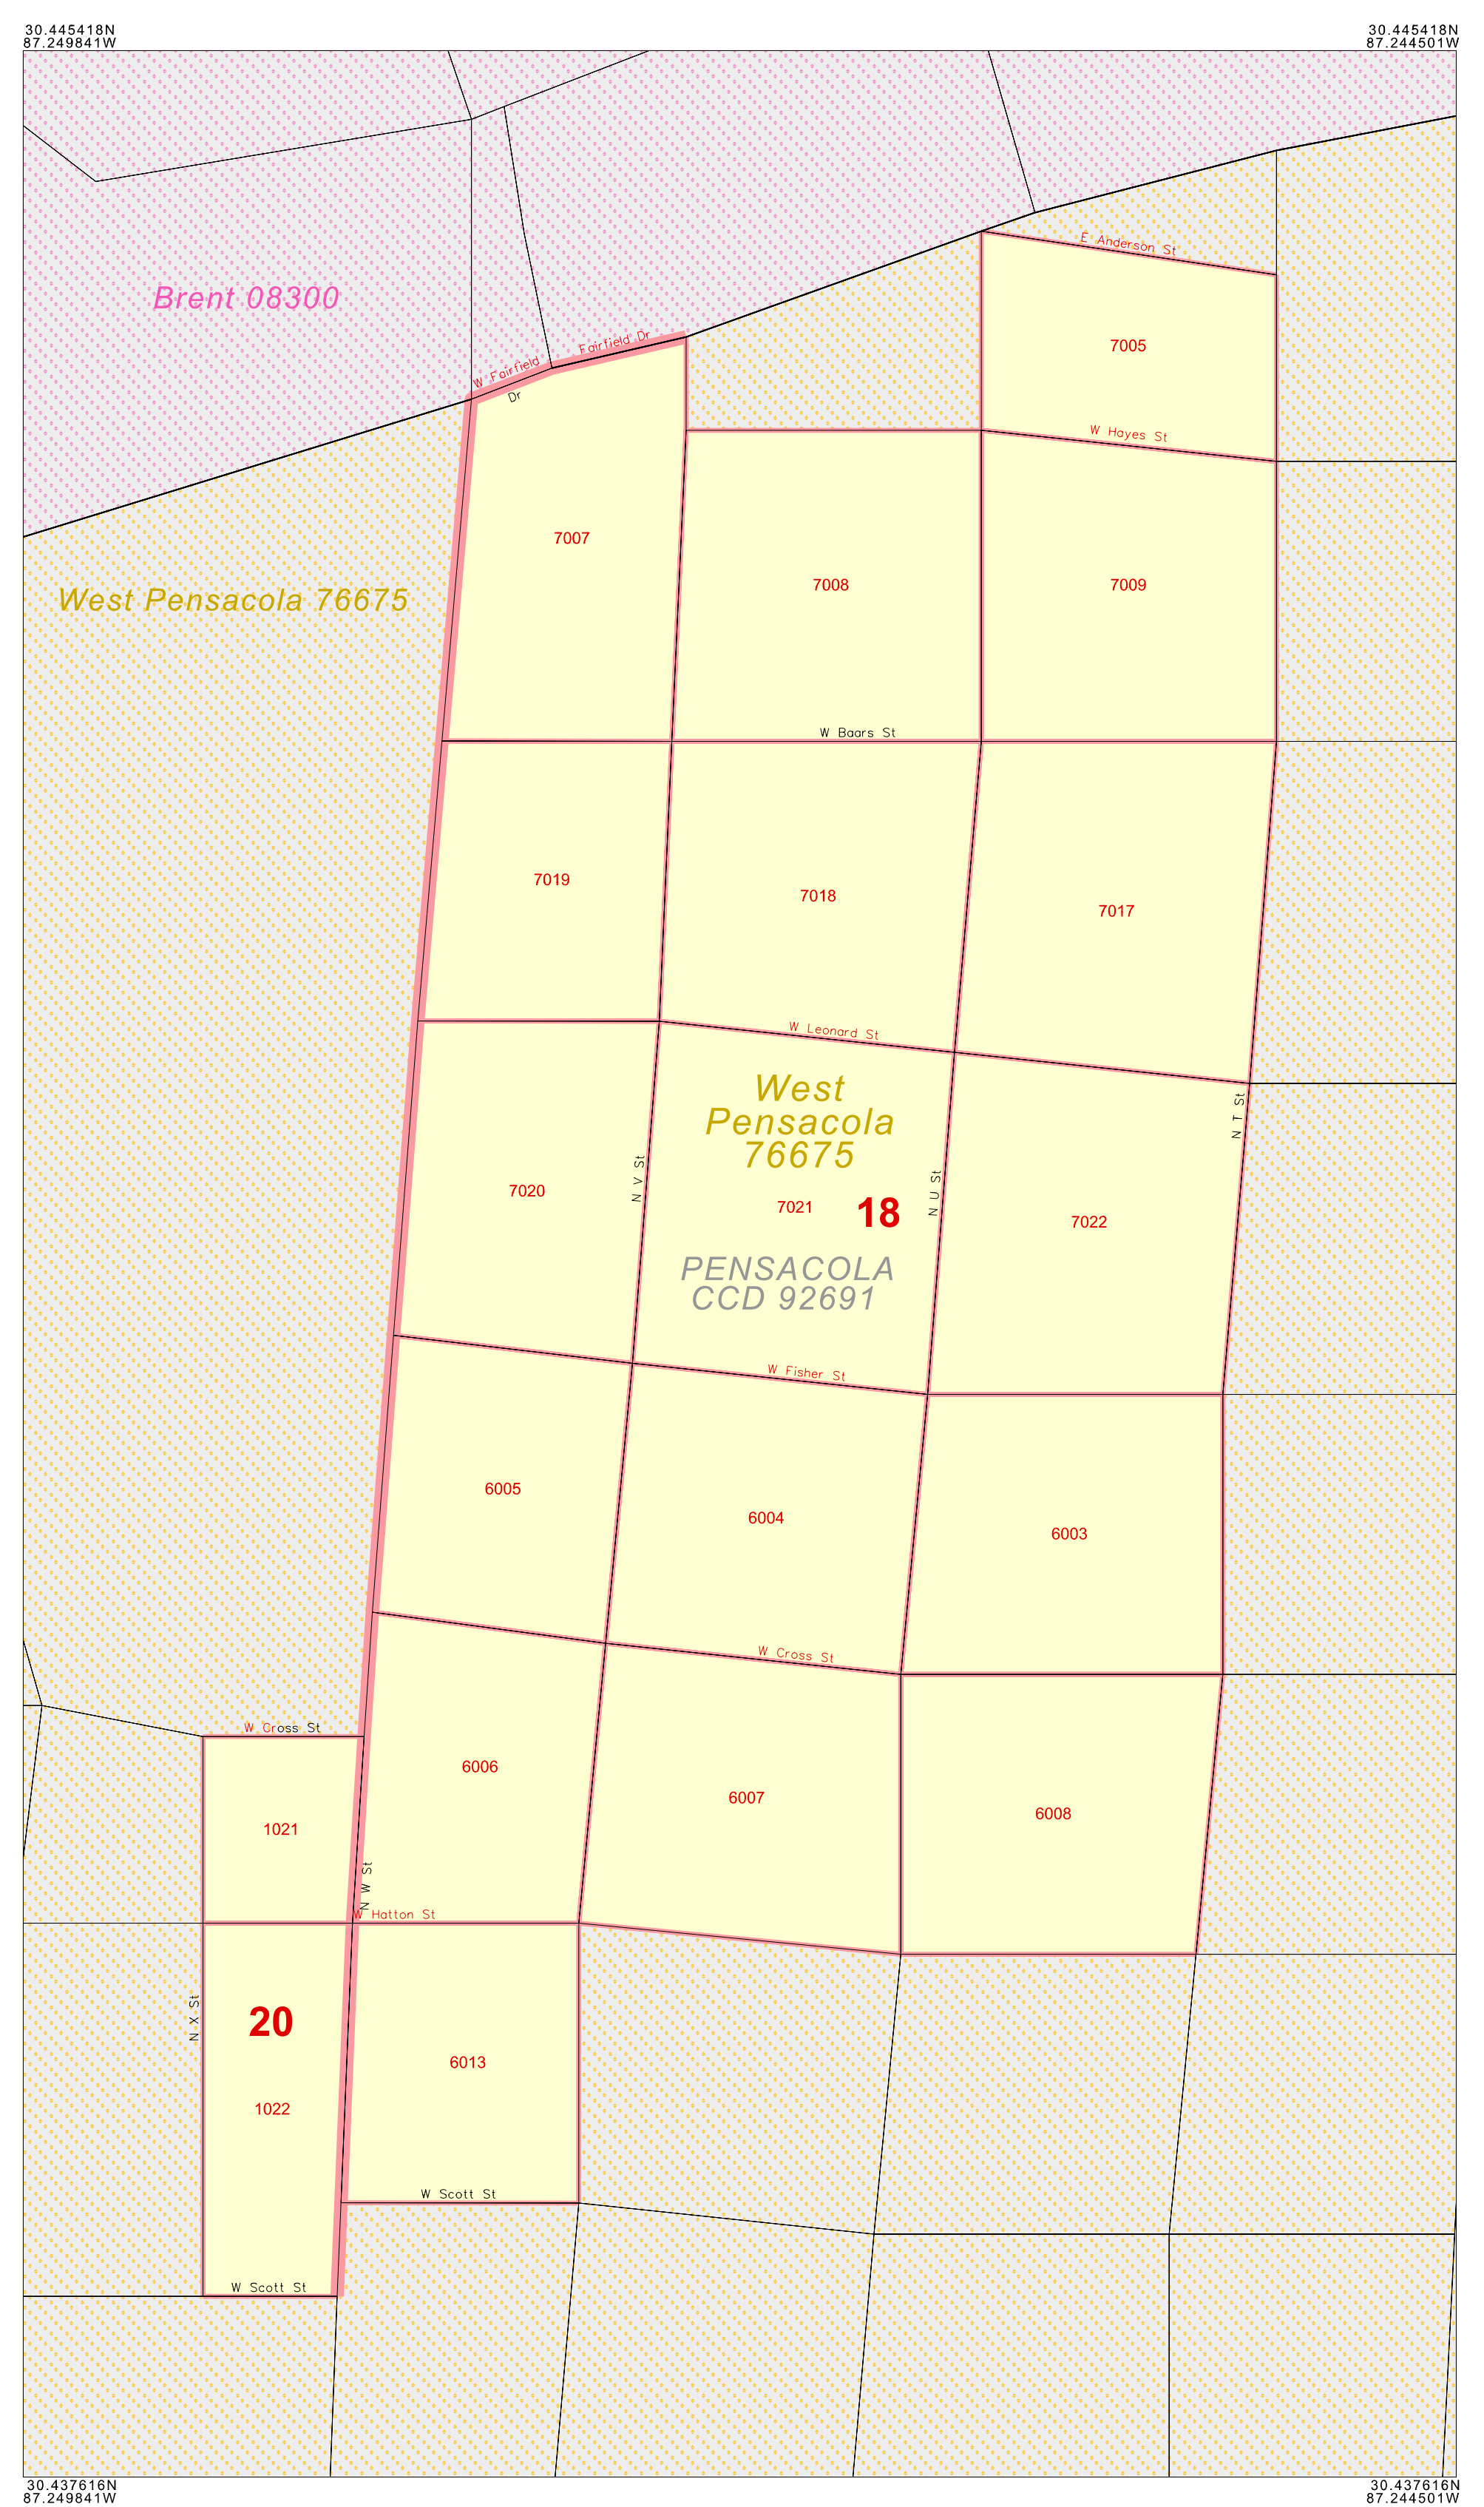 30.445418N
87.249841W
30.445418N
87.244501W
E Anderson St
Brent 08300
W Fairfield
Dr
Fairfield Dr
7005
W Hayes St
7007
7008
7009
West Pensacola 76675
W Baars St
7019
7018
7017
W Leonard St
West
Pensacola
76675
N T St
N V St
N U St
7020
7021
18
7022
PENSACOLA
CCD 92691
W Fisher St
6005
6004
6003
W Cross St
W Cross St
6006
6007
6008
1021
N W St
W Hatton St
N X St
20
6013
1022
W Scott St
W Scott St
30.437616N
87.249841W
30.437616N
87.244501W